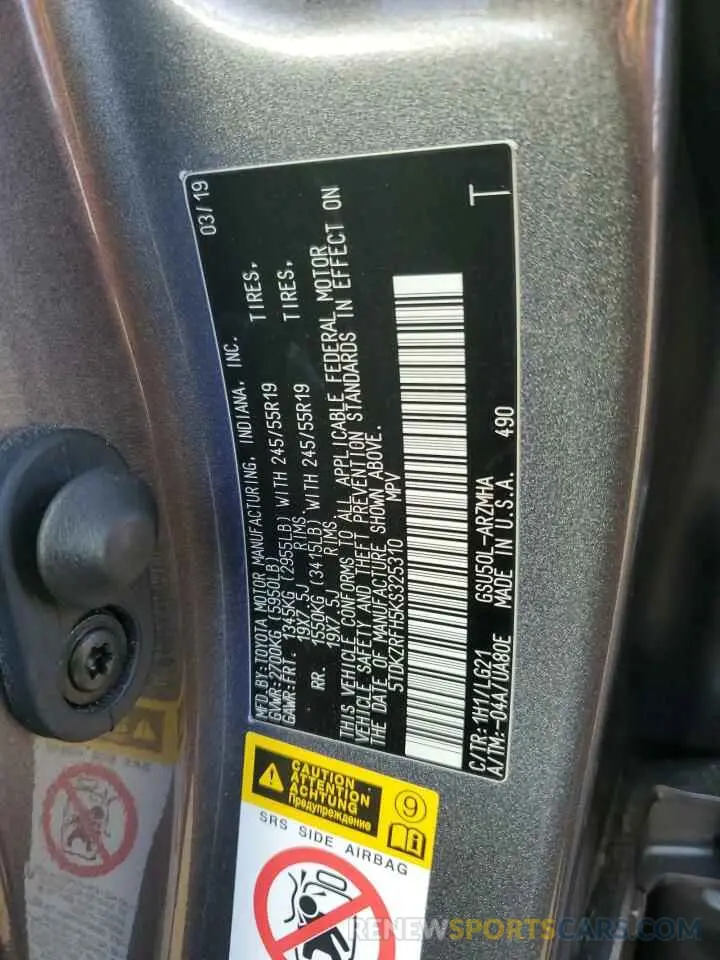 03/19
MFD.BY:TOYOTA MOTOR MANUFACTURING, INDIANA, INC.
GVWR:2700KG (5950LB)
GAWR:FRT. 1345KG (2955LB) WITH 245/55R19 TIRES,
19X7.5J RIMS.
RR. 1550KG (3415LB) WITH 245/55R19 TIRES,
19X7.5J RIMS
THIS VEHICLE CONFORMS TO ALL APPLICABLE FEDERAL MOTOR
VEHICLE SAFETY AND THEFT PREVENTION STANDARDS IN EFFECT ON
THE DATE OF MANUFACTURE SHOWN ABOVE.
5TDKZRFH5KS325310 MPV
C/TR:1H1/LG21 GSU50L-ARZMHA T
A/TM:-04A/UA80E MADE IN U.S.A. 490
CAUTION
ATTENTION
ACHTUNG
Предупреждение
9
SRS SIDE AIRBAG
RENEWSPORTSCARS.COM